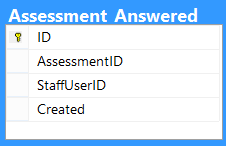 Assessment Answered
ID
AssessmentID
StaffUserID
Created